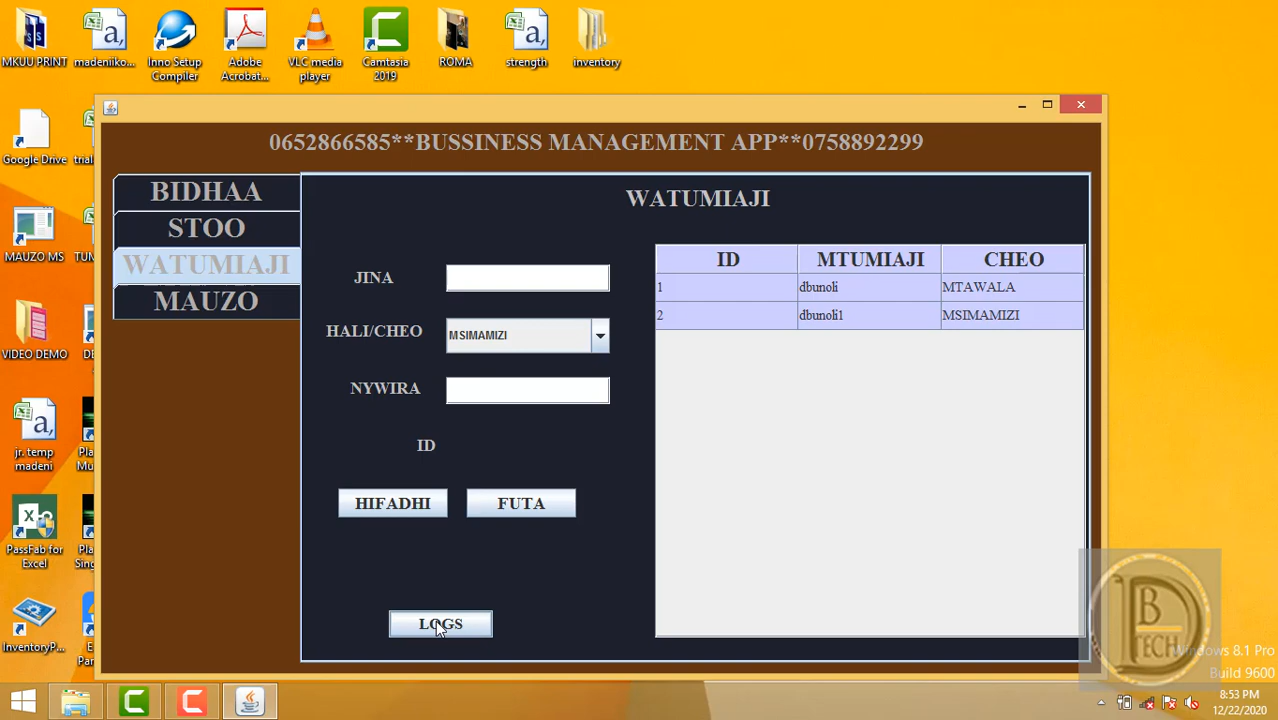 MKUU PRINT
madeniiko...
Inno Setup
Compiler
Adobe
Acrobat...
VLC media
player
Camtasia
2019
ROMA
strength
inventory
Google Drive
MAUZO MS
VIDEO DEMO
jr. temp
madeni
PassFab for
Excel
InventoryP...
0652866585**BUSSINESS MANAGEMENT APP**0758892299
BIDHAA
STOO
WATUMIAJI
MAUZO
WATUMIAJI
JINA
HALI/CHEO
MSIMAMIZI
NYWIRA
ID
HIFADHI
FUTA
LOGS
ID MTUMIAJI CHEO
1 dbunoli MTAWALA
2 dbunoli1 MSIMAMIZI
B
TECH
Windows 8.1 Pro
Build 9600
8:53 PM
12/22/2020